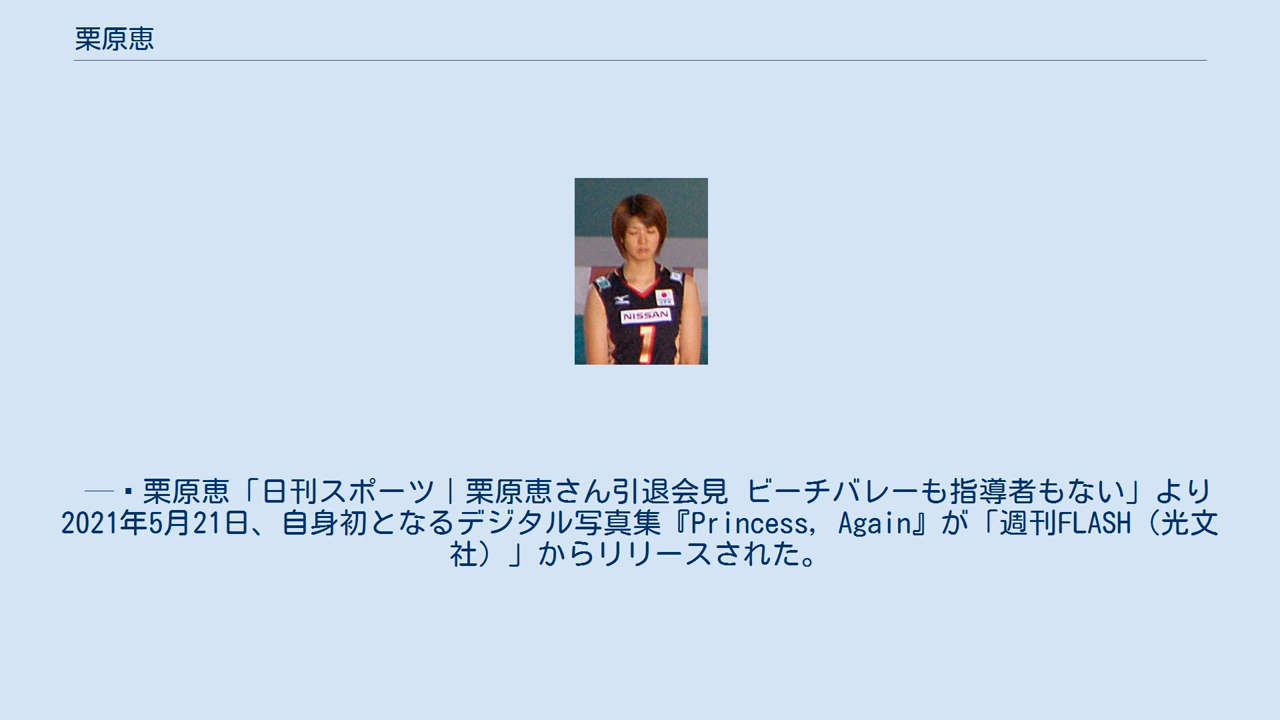 栗原恵
NISSAN
1
―・栗原恵「日刊スポーツ｜栗原恵さん引退会見 ビーチバレーも指導者もない」より
2021年5月21日、自身初となるデジタル写真集『Princess, Again』が「週刊FLASH（光文
社）」からリリースされた。